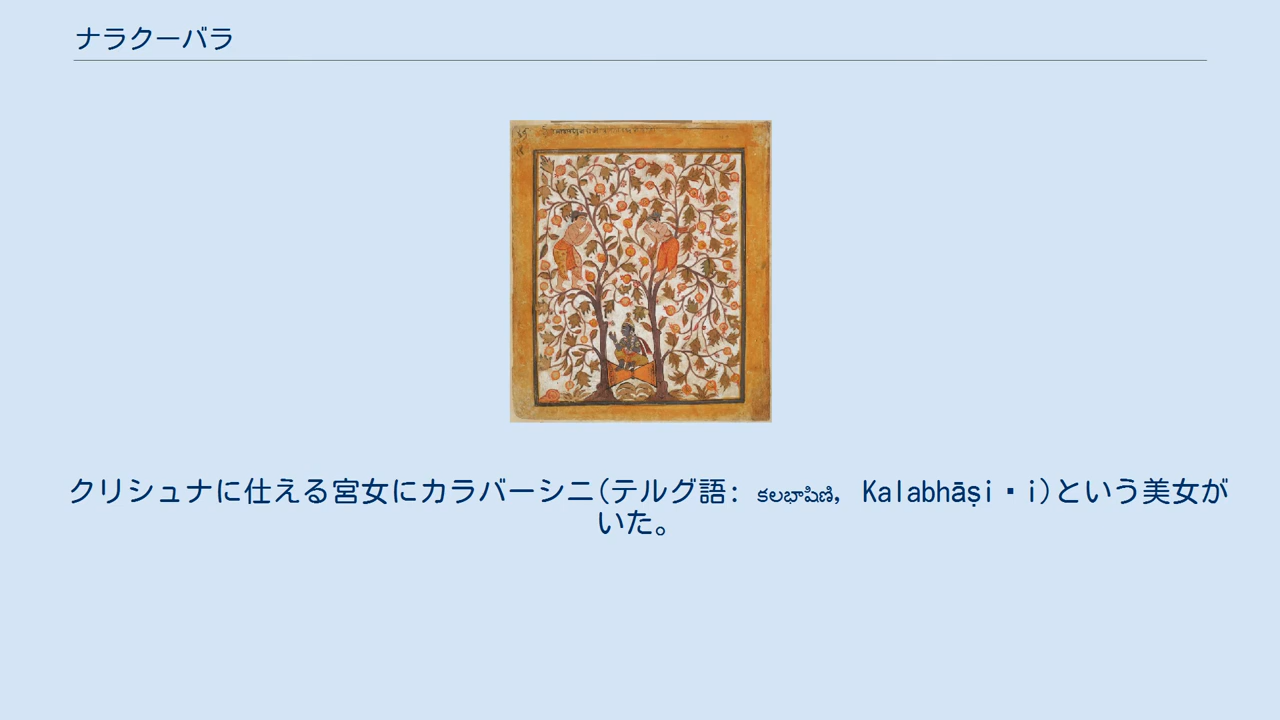 ナラクーバラ
クリシュナに仕える宮女にカラバーシニ(テルグ語: కలభాషిణి, Kalabhāṣi・i)という美女が
いた。